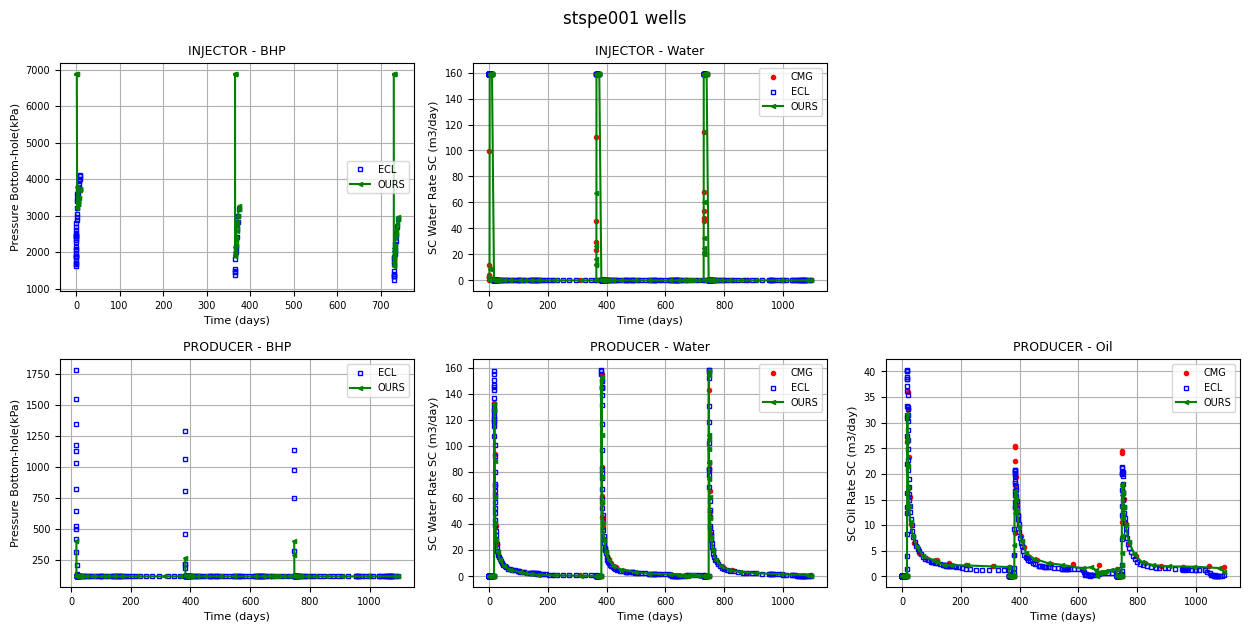 stspe001 wells
INJECTOR - BHP
Pressure Bottom-hole(kPa)
7000
6000
5000
4000
3000
2000
1000
ECL
OURS
0 100 200 300 400 500 600 700
Time (days)
INJECTOR - Water
SC Water Rate SC (m3/day)
160
140
120
100
80
60
40
20
0
CMG
ECL
OURS
0 200 400 600 800 1000
Time (days)
PRODUCER - BHP
Pressure Bottom-hole(kPa)
1750
1500
1250
1000
750
500
250
ECL
OURS
0 200 400 600 800 1000
Time (days)
PRODUCER - Water
SC Water Rate SC (m3/day)
160
140
120
100
80
60
40
20
0
CMG
ECL
OURS
0 200 400 600 800 1000
Time (days)
PRODUCER - Oil
SC Oil Rate SC (m3/day)
40
35
30
25
20
15
10
5
0
CMG
ECL
OURS
0 200 400 600 800 1000
Time (days)